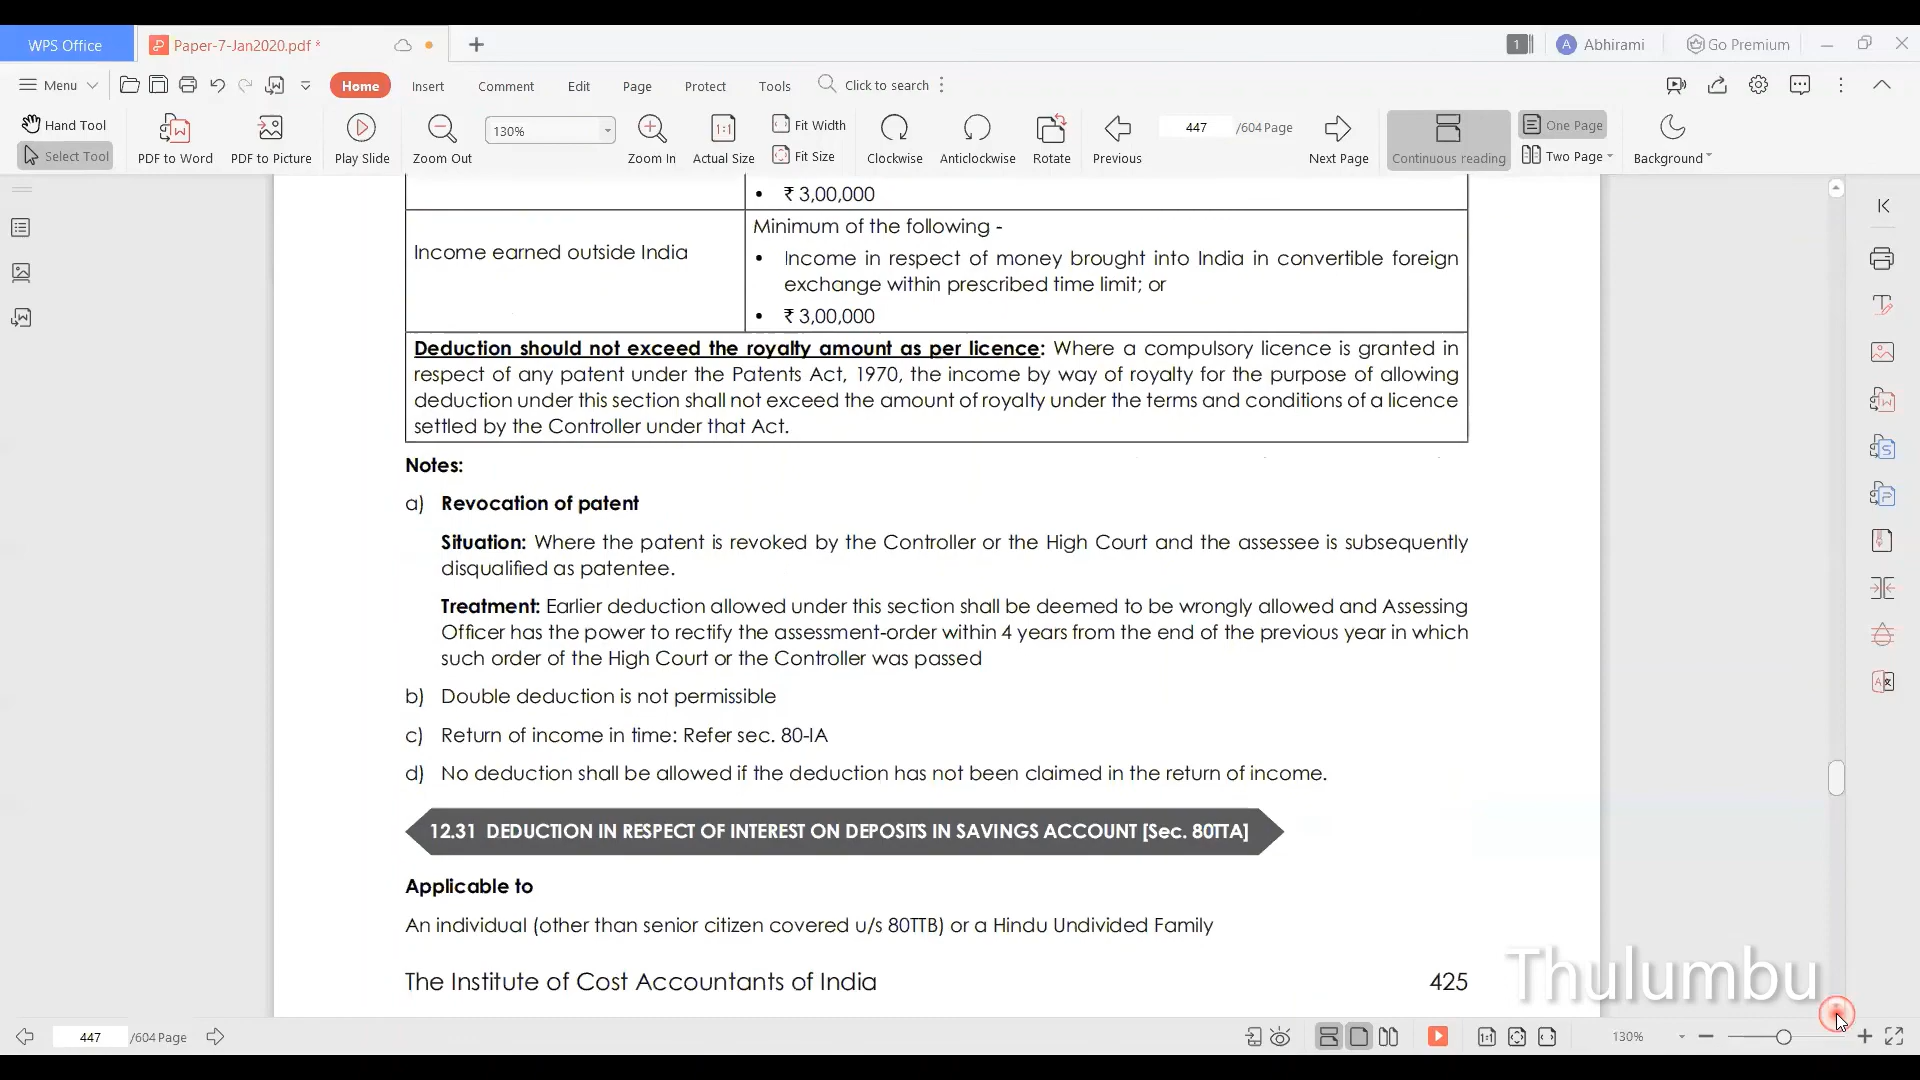 WPS Office
Paper-7-Jan2020.pdf *
1
A Abhirami
Go Premium
Menu
Home
Insert
Comment
Edit
Page
Protect
Tools
Click to search
Hand Tool
Select Tool
PDF to Word
PDF to Picture
Play Slide
Zoom Out
130%
Zoom In
Actual Size
Fit Width
Fit Size
Clockwise
Anticlockwise
Rotate
Previous
447 /604 Page
Next Page
Continuous reading
One Page
Two Page
Background
• ₹ 3,00,000
Income earned outside India
Minimum of the following -
• Income in respect of money brought into India in convertible foreign
exchange within prescribed time limit; or
• ₹ 3,00,000
Deduction should not exceed the royalty amount as per licence: Where a compulsory licence is granted in
respect of any patent under the Patents Act, 1970, the income by way of royalty for the purpose of allowing
deduction under this section shall not exceed the amount of royalty under the terms and conditions of a licence
settled by the Controller under that Act.
Notes:
a) Revocation of patent
Situation: Where the patent is revoked by the Controller or the High Court and the assessee is subsequently
disqualified as patentee.
Treatment: Earlier deduction allowed under this section shall be deemed to be wrongly allowed and Assessing
Officer has the power to rectify the assessment-order within 4 years from the end of the previous year in which
such order of the High Court or the Controller was passed
b) Double deduction is not permissible
c) Return of income in time: Refer sec. 80-IA
d) No deduction shall be allowed if the deduction has not been claimed in the return of income.
12.31 DEDUCTION IN RESPECT OF INTEREST ON DEPOSITS IN SAVINGS ACCOUNT [Sec. 80TTA]
Applicable to
An individual (other than senior citizen covered u/s 80TTB) or a Hindu Undivided Family
The Institute of Cost Accountants of India
425
Thulumbu
447 /604 Page
130%